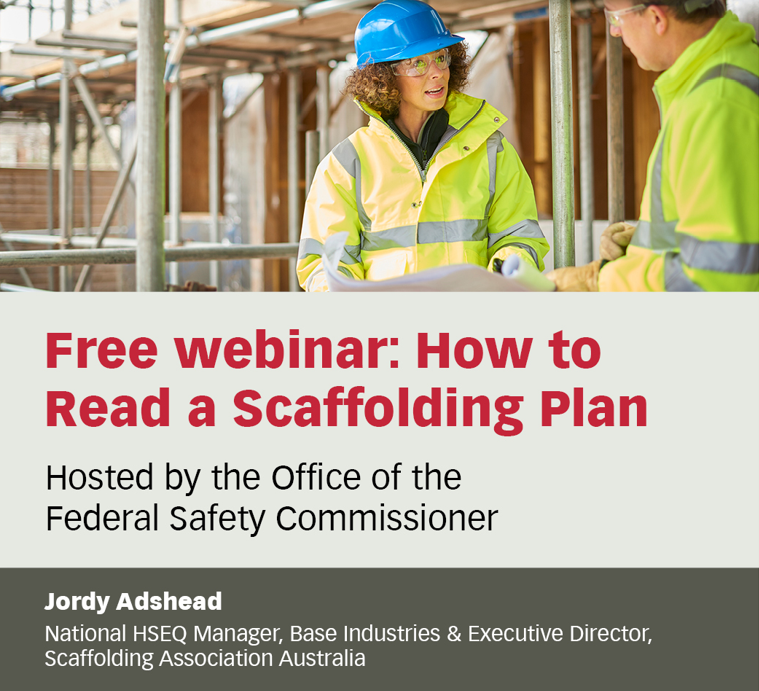 Free webinar: How to
Read a Scaffolding Plan
Hosted by the Office of the
Federal Safety Commissioner
Jordy Adshead
National HSEQ Manager, Base Industries & Executive Director,
Scaffolding Association Australia